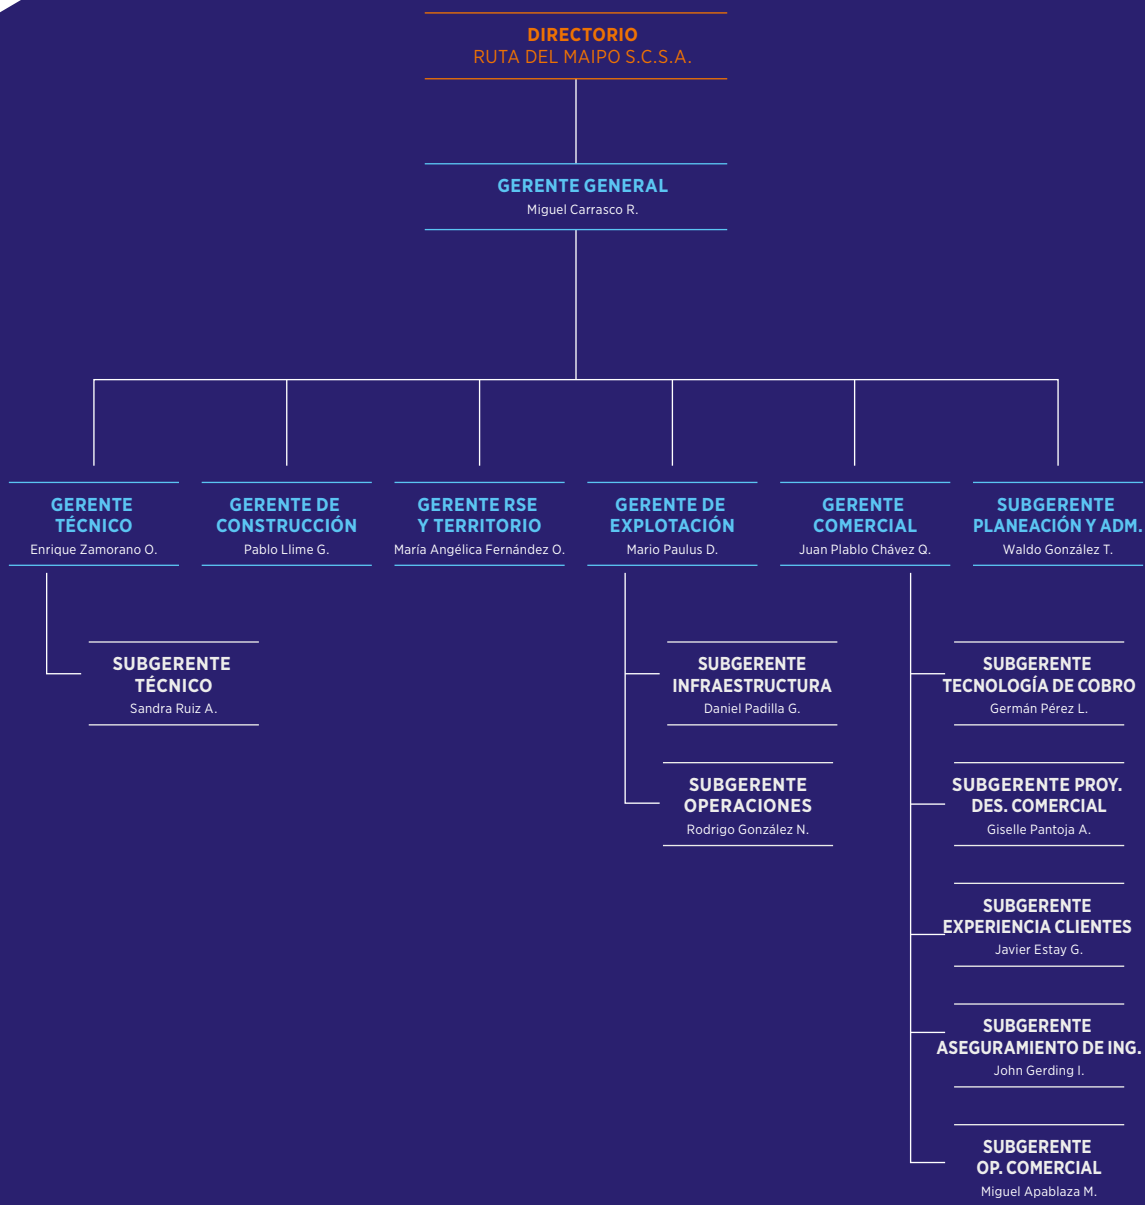 DIRECTORIO
RUTA DEL MAIPO S.C.S.A.
GERENTE GENERAL
Miguel Carrasco R.
GERENTE
TÉCNICO
Enrique Zamorano O.
GERENTE DE
CONSTRUCCIÓN
Pablo Llime G.
GERENTE RSE
Y TERRITORIO
María Angélica Fernández O.
GERENTE DE
EXPLOTACIÓN
Mario Paulus D.
GERENTE
COMERCIAL
Juan Plablo Chávez Q.
SUBGERENTE
PLANEACIÓN Y ADM.
Waldo González T.
SUBGERENTE
TÉCNICO
Sandra Ruiz A.
SUBGERENTE
INFRAESTRUCTURA
Daniel Padilla G.
SUBGERENTE
OPERACIONES
Rodrigo González N.
SUBGERENTE
TECNOLOGÍA DE COBRO
Germán Pérez L.
SUBGERENTE PROY.
DES. COMERCIAL
Giselle Pantoja A.
SUBGERENTE
EXPERIENCIA CLIENTES
Javier Estay G.
SUBGERENTE
ASEGURAMIENTO DE ING.
John Gerding I.
SUBGERENTE
OP. COMERCIAL
Miguel Apablaza M.